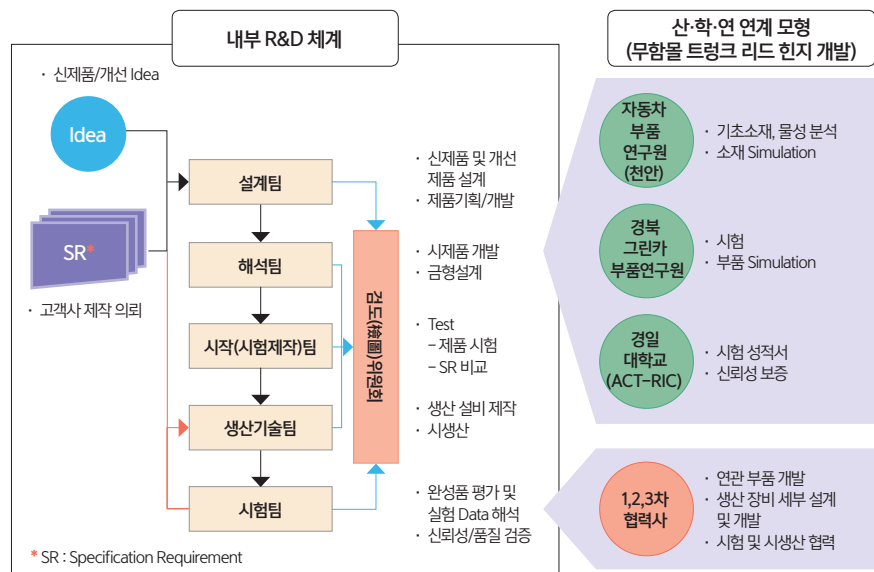 내부 R&D 체계
· 신제품/개선 Idea
Idea
SR*
· 고객사 제작 의뢰
설계팀
해석팀
시작(시험제작)팀
생산기술팀
시험팀
검도(檢圖)위원회
· 신제품 및 개선
제품 설계
· 제품기획/개발
· 시제품 개발
· 금형설계
· Test
– 제품 시험
– SR 비교
· 생산 설비 제작
· 시생산
· 완성품 평가 및
실험 Data 해석
· 신뢰성/품질 검증
* SR : Specification Requirement
산·학·연 연계 모형
(무함몰 트렁크 리드 힌지 개발)
자동차
부품
연구원
(천안)
· 기초소재, 물성 분석
· 소재 Simulation
경북
그린카
부품연구원
· 시험
· 부품 Simulation
경일
대학교
(ACT–RIC)
· 시험 성적서
· 신뢰성 보증
1,2,3차
협력사
· 연관 부품 개발
· 생산 장비 세부 설계
및 개발
· 시험 및 시생산 협력